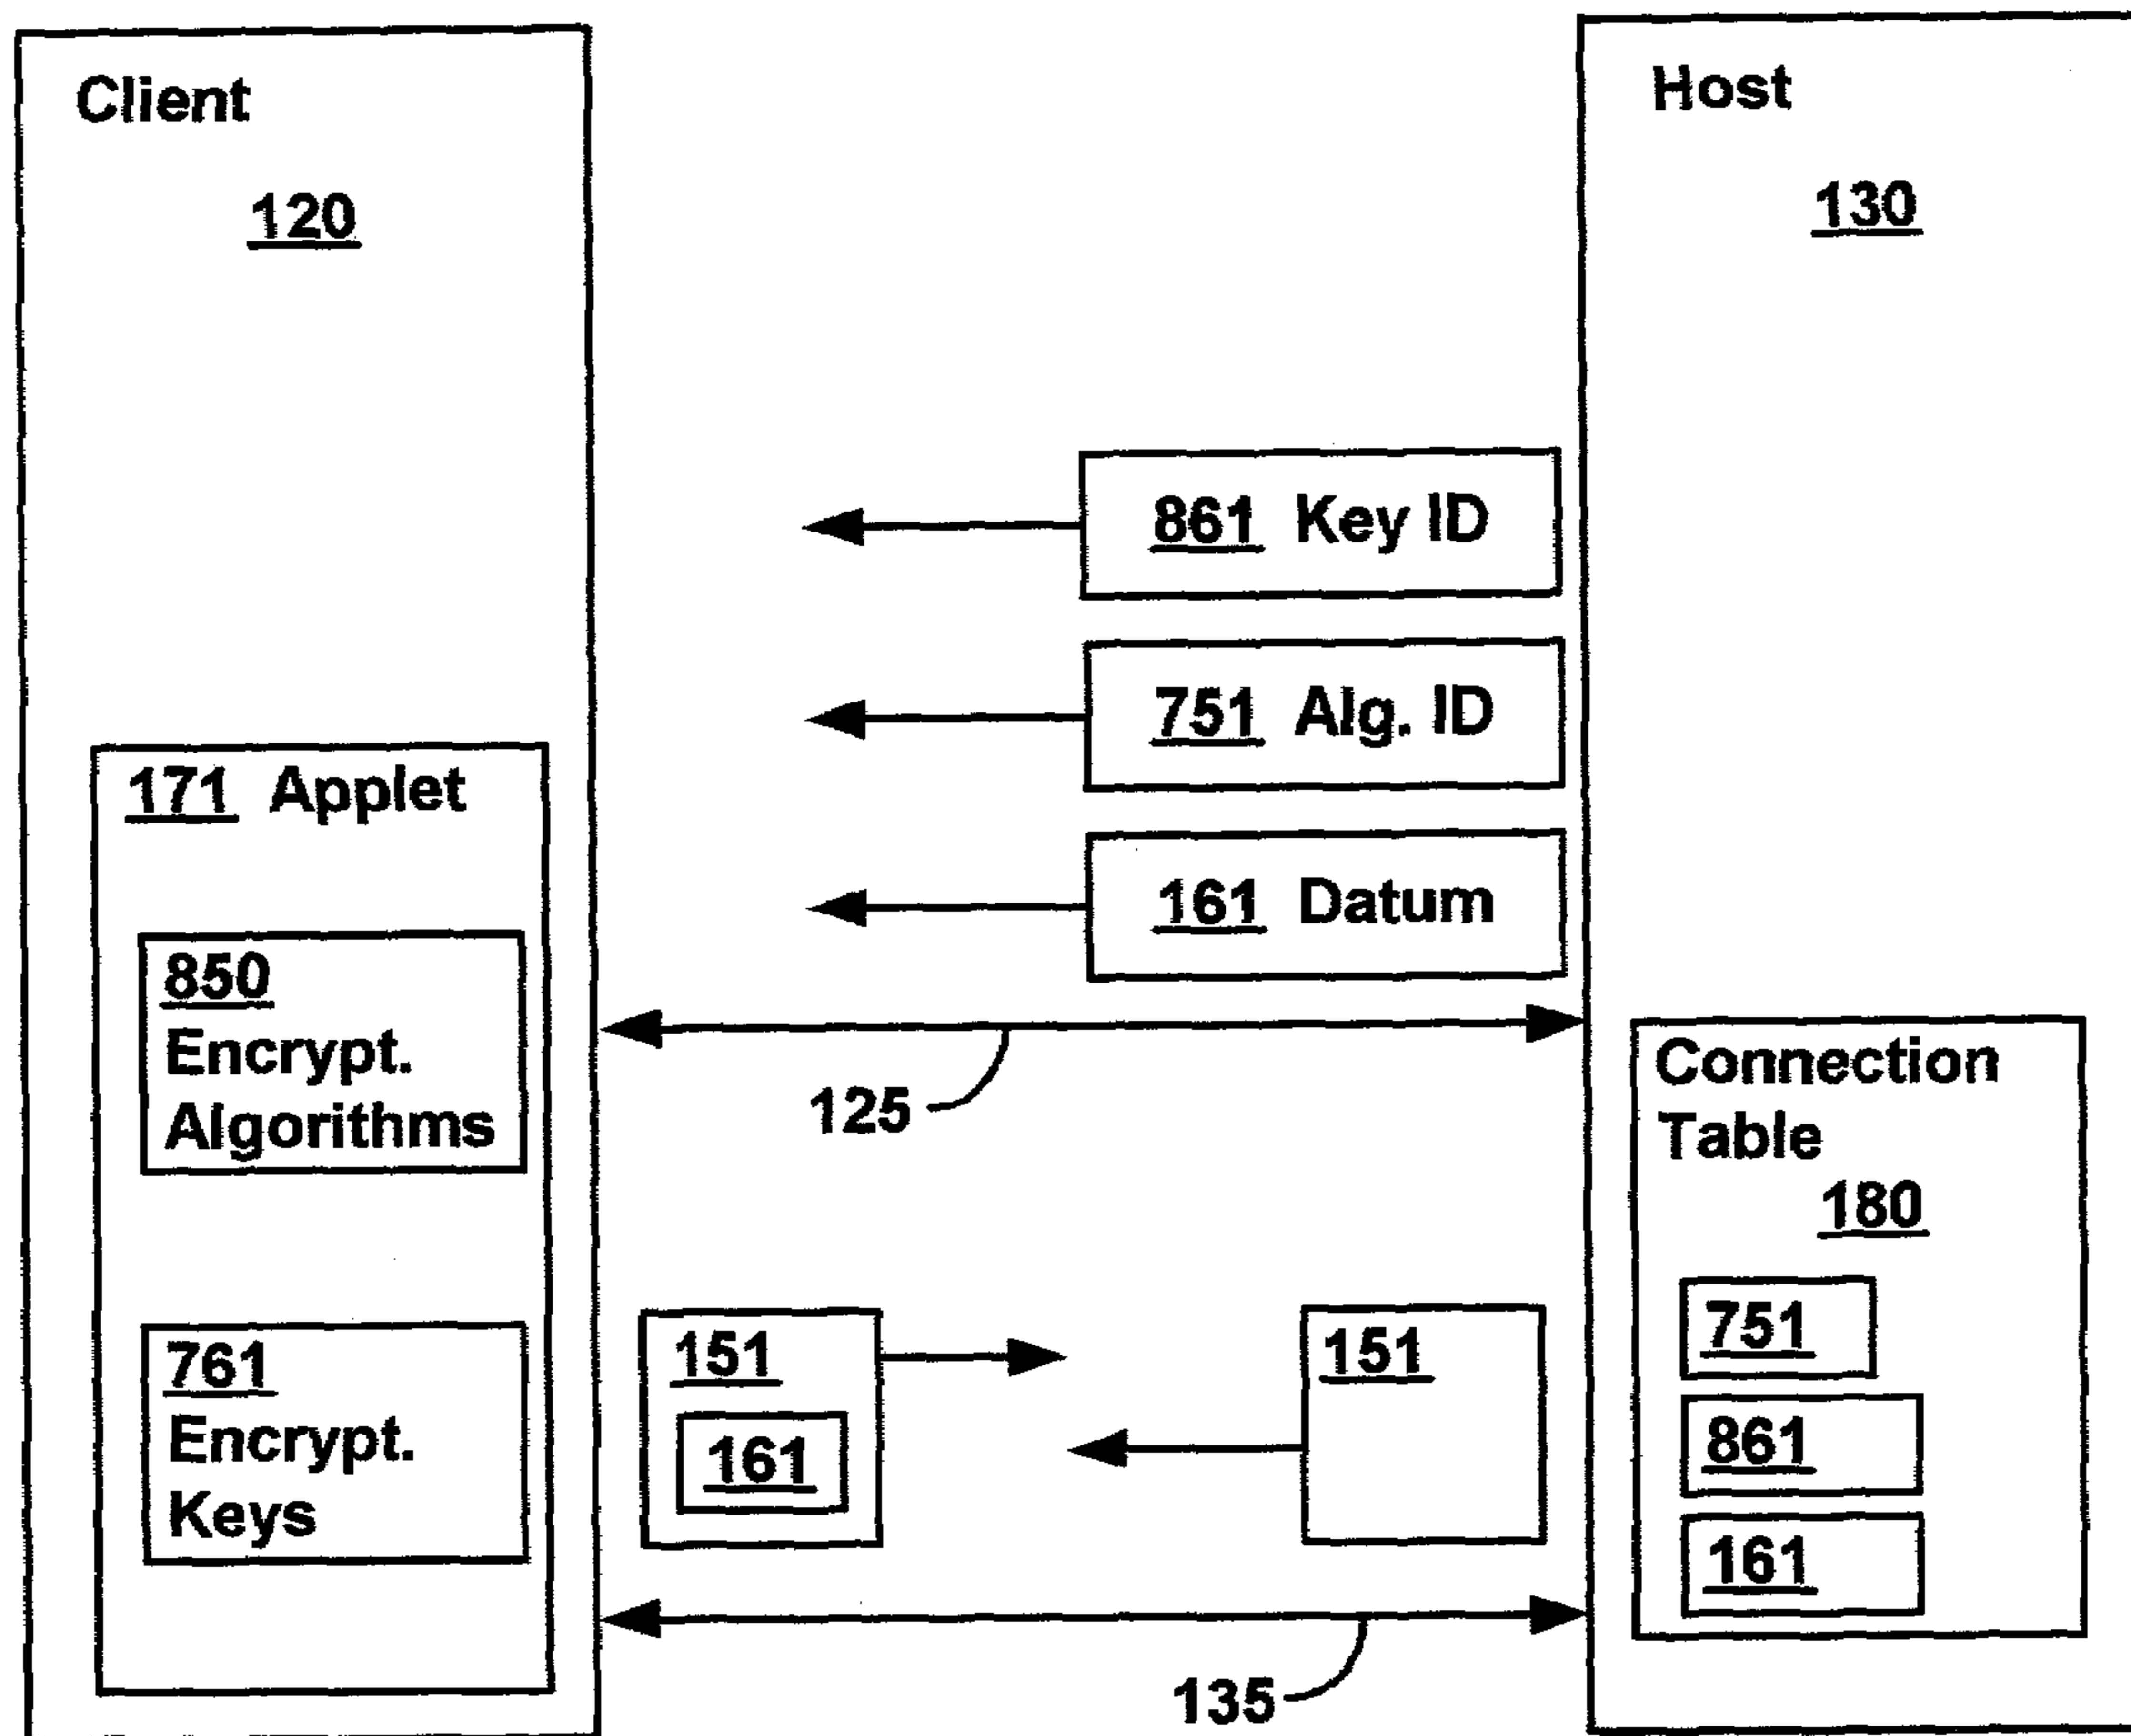 Client
120
Host
130
861 Key ID
751 Alg. ID
161 Datum
171 Applet
850
Encrypt.
Algorithms
761
Encrypt.
Keys
125
151
161
151
135
Connection
Table
180
751
861
161